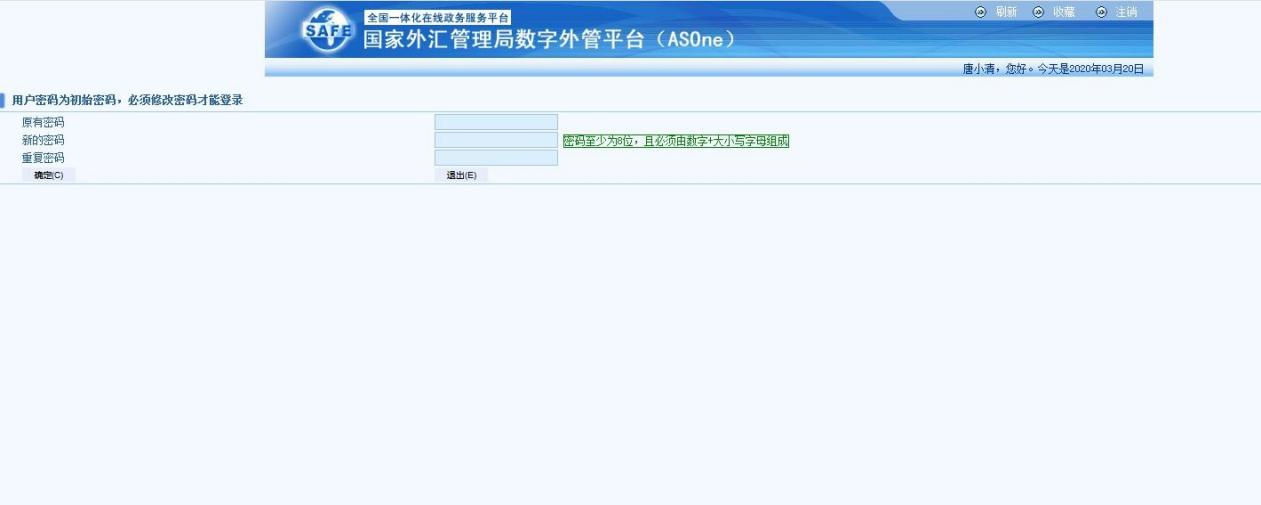 刷新 收藏 注销
全国一体化在线政务服务平台
SAFE
国家外汇管理局数字外管平台（ASOne）
唐小清，您好。今天是2020年03月20日
用户密码为初始密码，必须修改密码才能登录
原有密码
新的密码 密码至少为8位，且必须由数字+大小写字母组成
重复密码
确定(C) 退出(E)